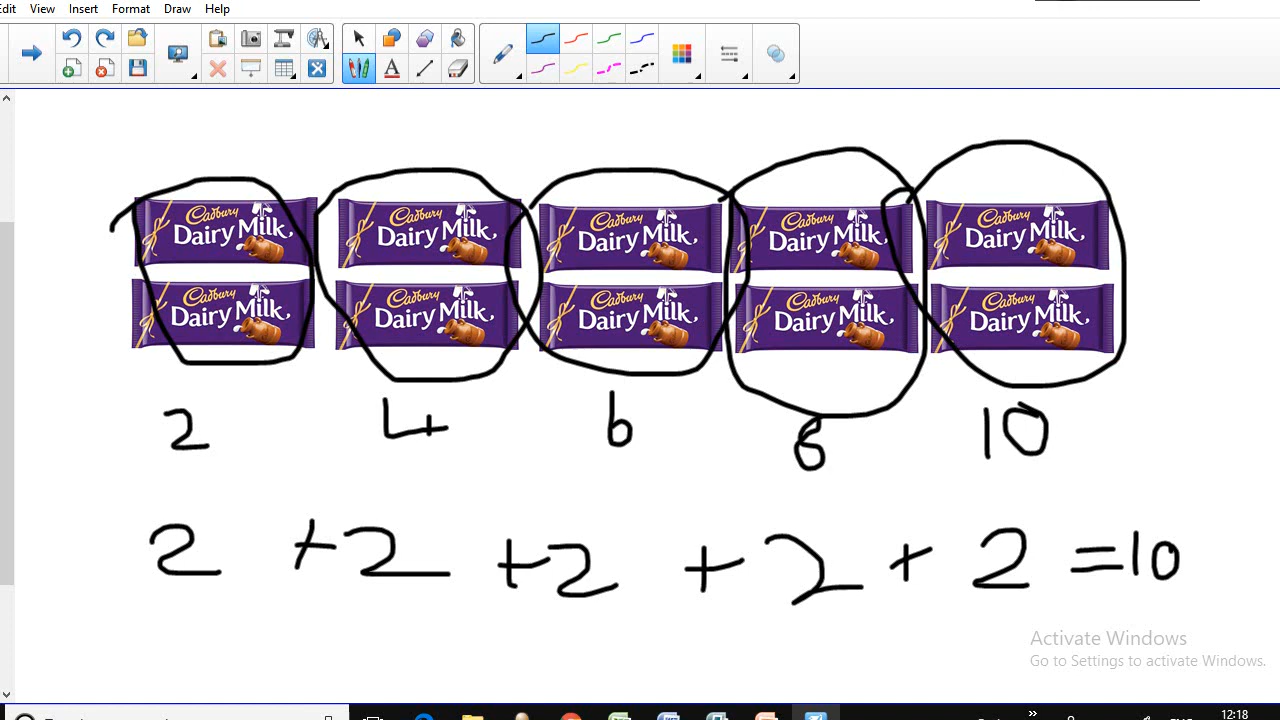 Edit View Insert Format Draw Help
Cadbury Dairy Milk Cadbury Dairy Milk Cadbury Dairy Milk Cadbury Dairy Milk Cadbury Dairy Milk
Cadbury Dairy Milk Cadbury Dairy Milk Cadbury Dairy Milk Cadbury Dairy Milk Cadbury Dairy Milk
2 4 6 8 10
2 +2 +2 + 2 + 2 =10
Activate Windows
Go to Settings to activate Windows.
12:18